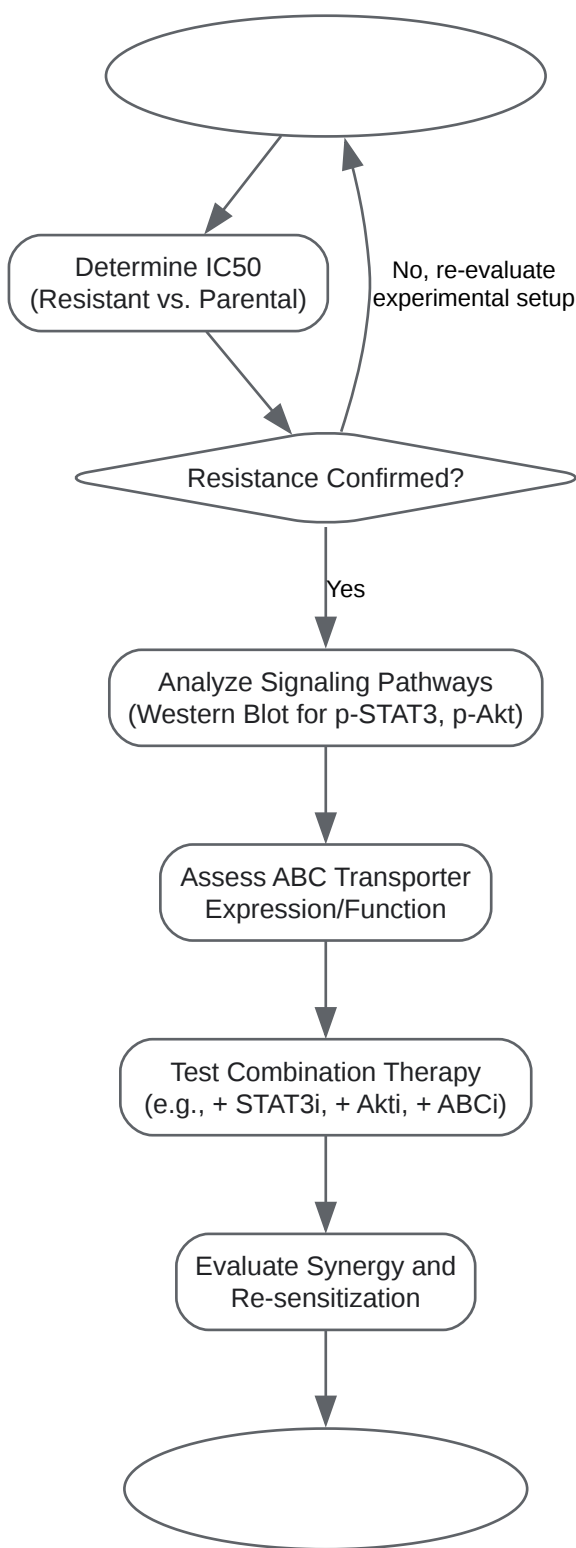 Determine IC50
(Resistant vs. Parental)
No, re-evaluate
experimental setup
Resistance Confirmed?
Yes
Analyze Signaling Pathways
(Western Blot for p-STAT3, p-Akt)
Assess ABC Transporter
Expression/Function
Test Combination Therapy
(e.g., + STAT3i, + Akti, + ABCi)
Evaluate Synergy and
Re-sensitization